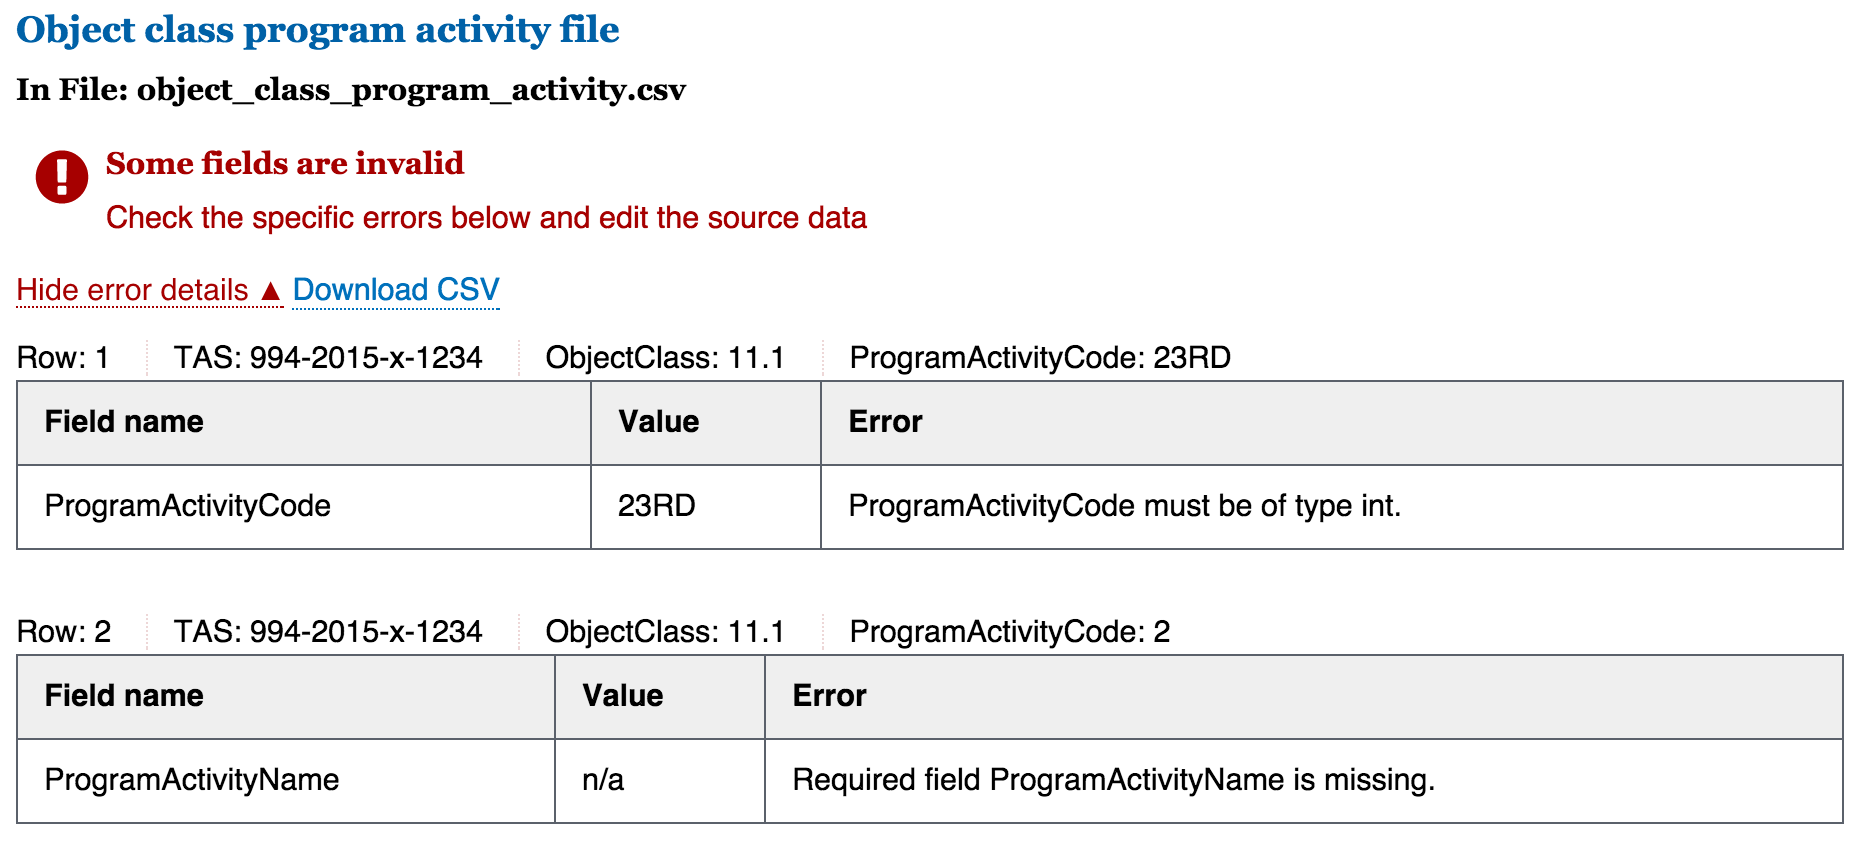 Object class program activity file
In File: object_class_program_activity.csv
Some fields are invalid
Check the specific errors below and edit the source data
Hide error details ▲ Download CSV
Row: 1 TAS: 994-2015-x-1234 ObjectClass: 11.1 ProgramActivityCode: 23RD
Field name Value Error
ProgramActivityCode 23RD ProgramActivityCode must be of type int.
Row: 2 TAS: 994-2015-x-1234 ObjectClass: 11.1 ProgramActivityCode: 2
Field name Value Error
ProgramActivityName n/a Required field ProgramActivityName is missing.